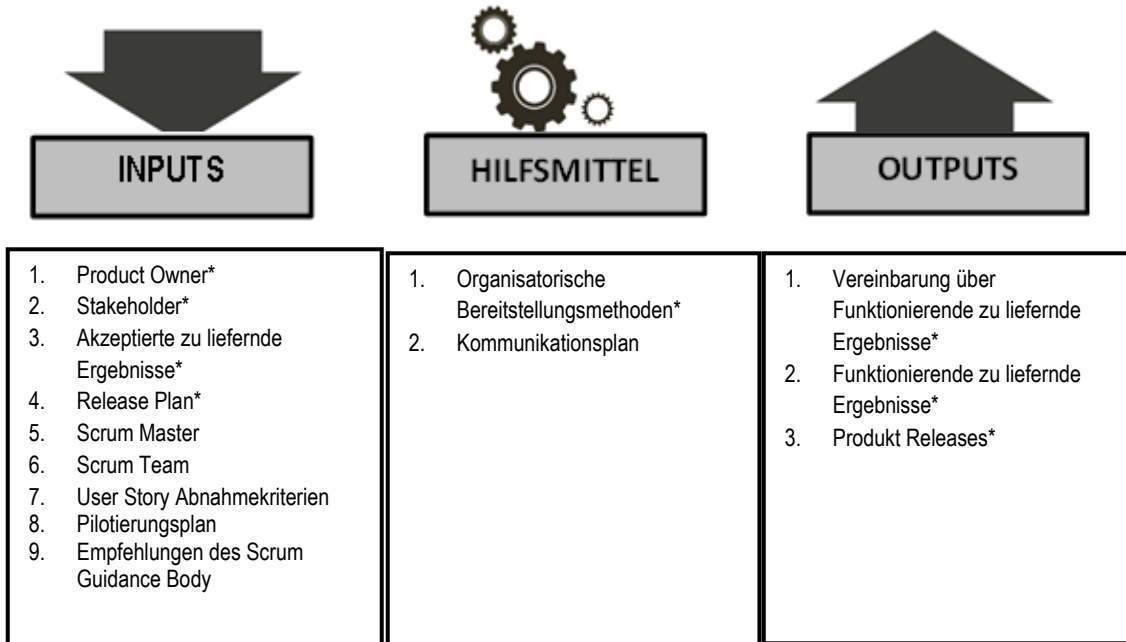 INPUTS
HILFSMITTEL
OUTPUTS
1. Product Owner*
2. Stakeholder*
3. Akzeptierte zu liefernde
Ergebnisse*
4. Release Plan*
5. Scrum Master
6. Scrum Team
7. User Story Abnahmekriterien
8. Pilotierungsplan
9. Empfehlungen des Scrum
Guidance Body
1. Organisatorische
Bereitstellungsmethoden*
2. Kommunikationsplan
1. Vereinbarung über
Funktionierende zu liefernde
Ergebnisse*
2. Funktionierende zu liefernde
Ergebnisse*
3. Produkt Releases*